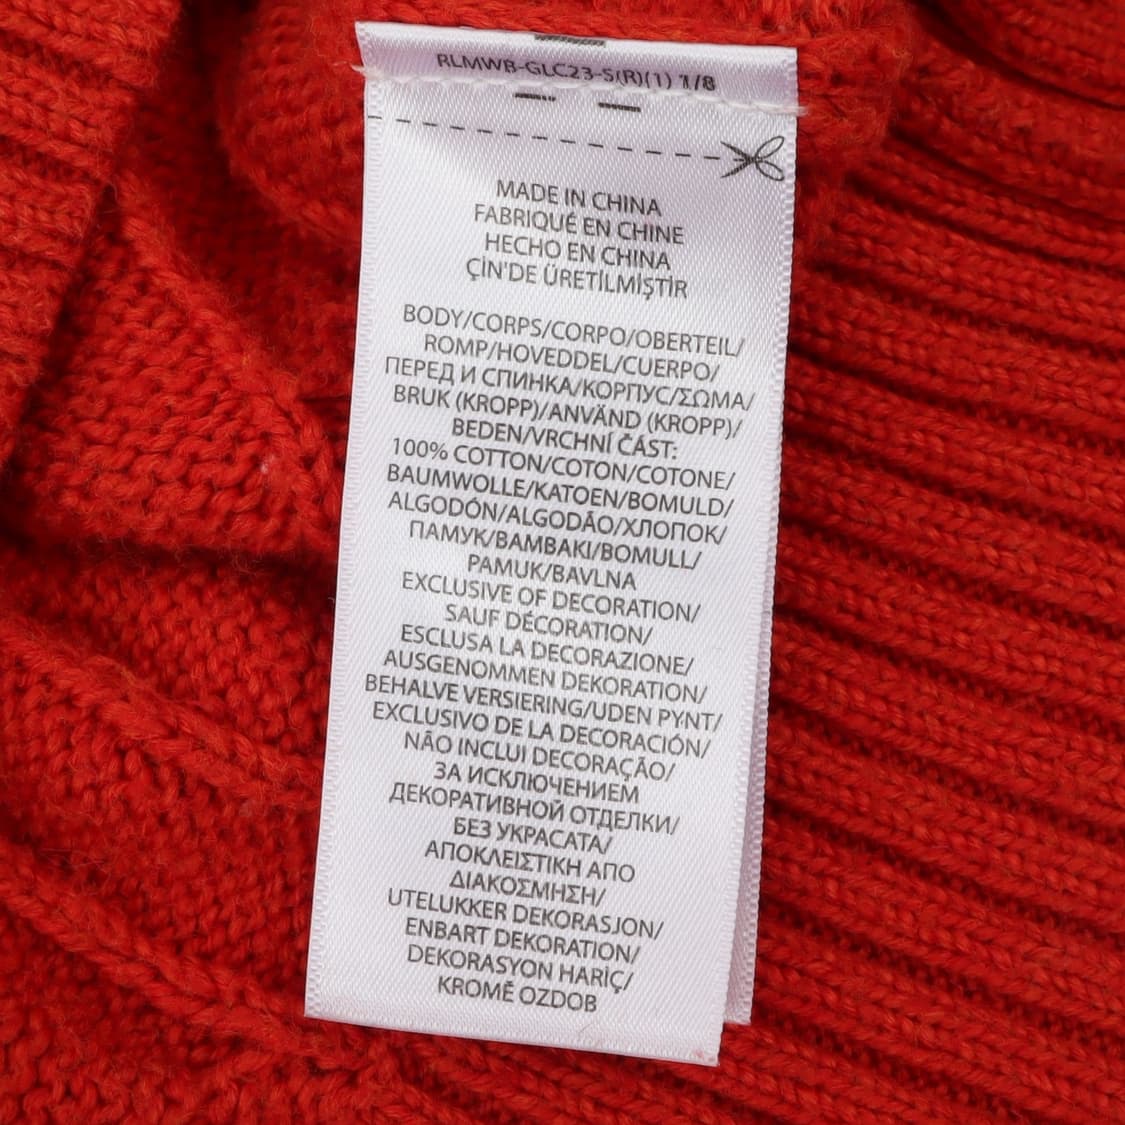 RLMWB-GLC23-S(R)(1) 1/8
MADE IN CHINA
FABRIQUÉ EN CHINE
HECHO EN CHINA
ÇİN'DE ÜRETİLMİŞTİR
BODY/CORPS/CORPO/OBERTEIL/
ROMP/HOVEDDEL/CUERPO/
ПЕРЕД И СПИНКА/КОРПУС/ΣΩΜΑ/
BRUK (KROPP)/ANVÄND (KROPP)/
BEDEN/VRCHNÍ ČÁST:
100% COTTON/COTON/COTONE/
BAUMWOLLE/KATOEN/BOMULD/
ALGODÓN/ALGODÃO/ХЛОПОК/
ПАМУК/ΒΑΜΒΑΚΙ/BOMULL/
PAMUK/BAVLNA
EXCLUSIVE OF DECORATION/
SAUF DÉCORATION/
ESCLUSA LA DECORAZIONE/
AUSGENOMMEN DEKORATION/
BEHALVE VERSIERING/UDEN PYNT/
EXCLUSIVO DE LA DECORACIÓN/
NÃO INCLUI DECORAÇÃO/
ЗА ИСКЛЮЧЕНИЕМ
ДЕКОРАТИВНОЙ ОТДЕЛКИ/
БЕЗ УКРАСАТА/
ΑΠΟΚΛΕΙΣΤΙΚΗ ΑΠΟ
ΔΙΑΚΟΣΜΗΣΗ/
UTELUKKER DEKORASJON/
ENBART DEKORATION/
DEKORASYON HARİÇ/
KROMĚ OZDOB